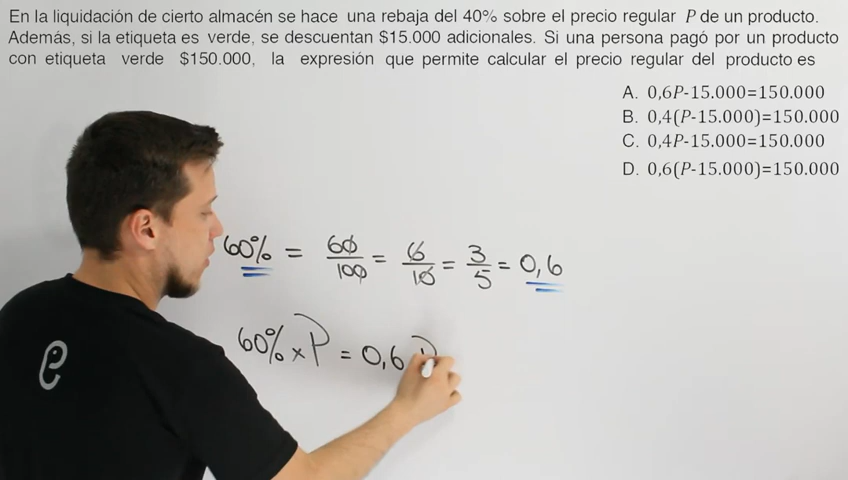 En la liquidación de cierto almacén se hace una rebaja del 40% sobre el precio regular P de un producto.
Además, si la etiqueta es verde, se descuentan $15.000 adicionales. Si una persona pagó por un producto
con etiqueta verde $150.000, la expresión que permite calcular el precio regular del producto es
A. 0,6P-15.000=150.000
B. 0,4(P-15.000)=150.000
C. 0,4P-15.000=150.000
D. 0,6(P-15.000)=150.000
60% = 60/100 = 6/10 = 3/5 = 0,6
60% x P = 0,6 P